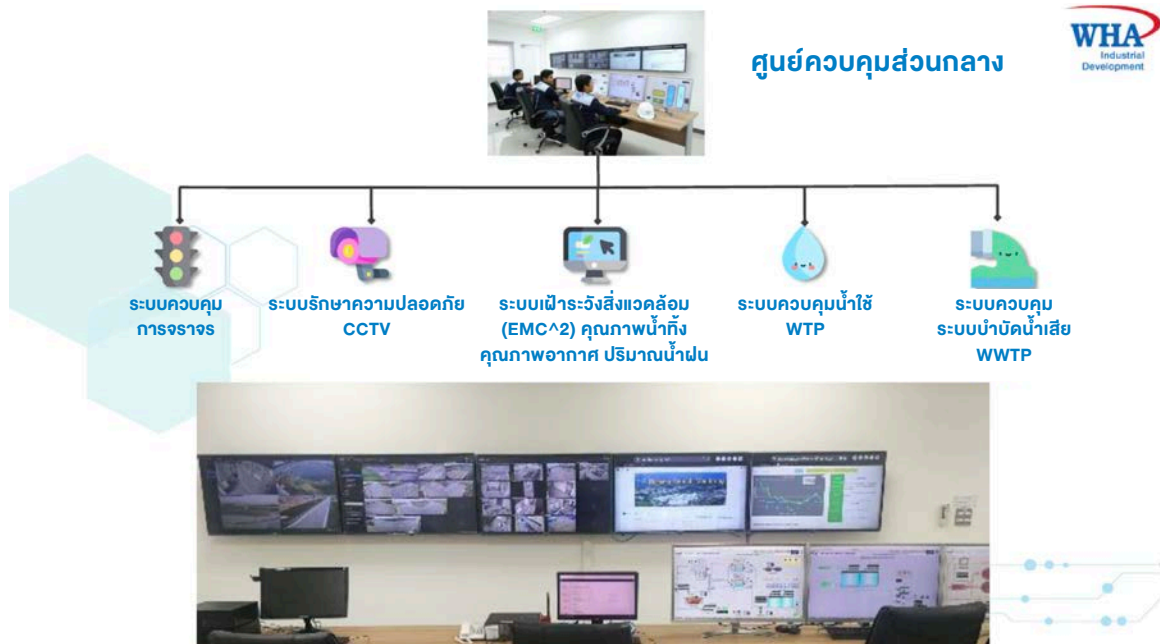 ศูนย์ควบคุมส่วนกลาง
WHA
Industrial
Development
ระบบควบคุม
การจราจร
ระบบรักษาความปลอดภัย
CCTV
ระบบเฝ้าระวังสิ่งแวดล้อม
(EMC^2) คุณภาพน้ำทิ้ง
คุณภาพอากาศ ปริมาณน้ำฝน
ระบบควบคุมน้ำใช้
WTP
ระบบควบคุม
ระบบบำบัดน้ำเสีย
WWTP